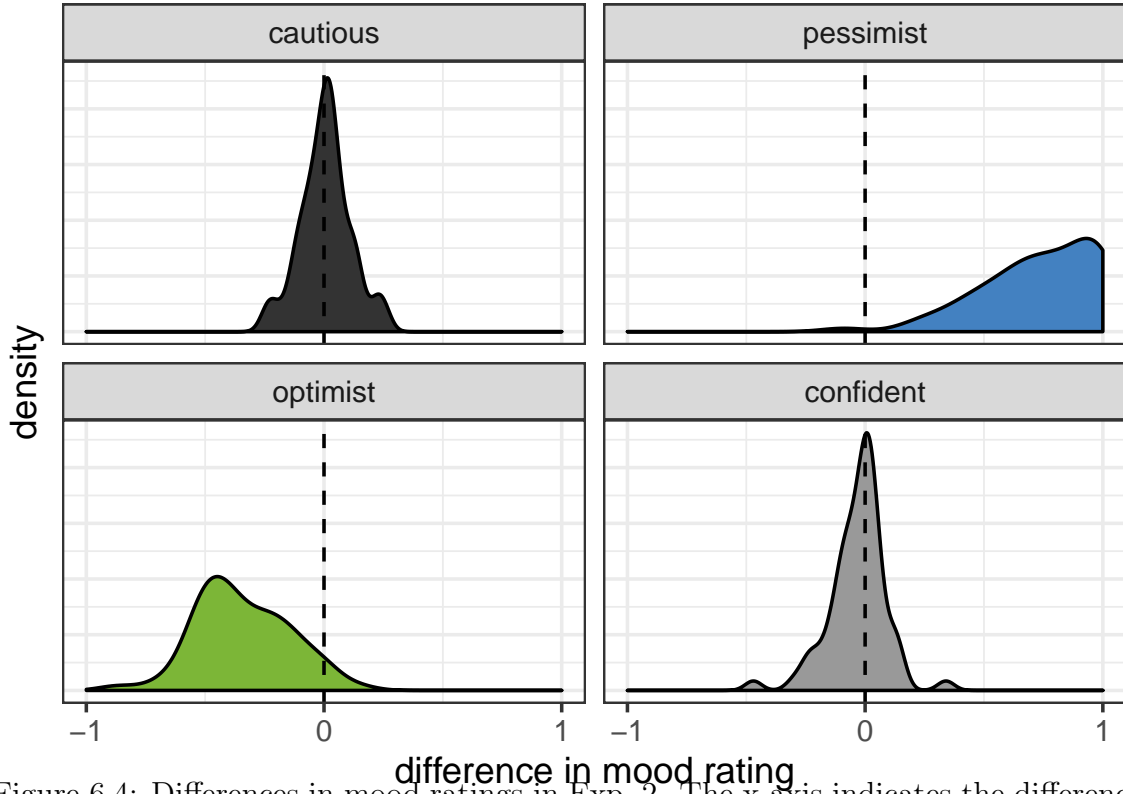 cautious
pessimist
density
optimist
confident
−1 0 1 −1 0 1
difference in mood rating
Figure 6.4: Differences in mood ratings in Exp. 2. The x-axis indicates the differenc